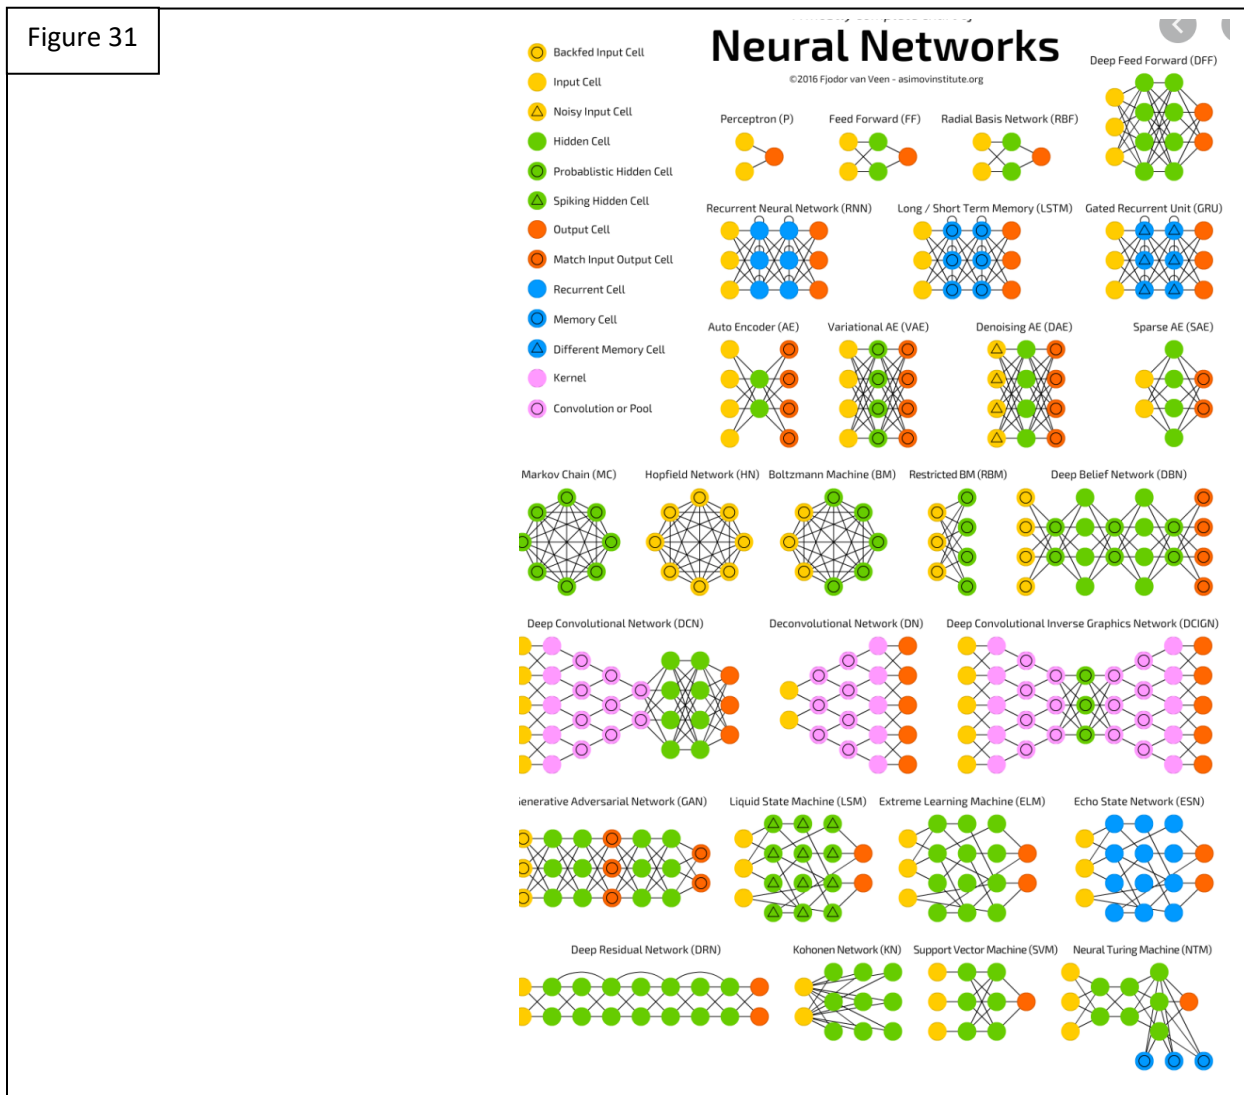 Figure 31
Neural Networks
©2016 Fjodor van Veen - asimovinstitute.org
Backfed Input Cell
Input Cell
Noisy Input Cell
Hidden Cell
Probablistic Hidden Cell
Spiking Hidden Cell
Output Cell
Match Input Output Cell
Recurrent Cell
Memory Cell
Different Memory Cell
Kernel
Convolution or Pool
Deep Feed Forward (DFF)
Perceptron (P)
Feed Forward (FF)
Radial Basis Network (RBF)
Recurrent Neural Network (RNN)
Long / Short Term Memory (LSTM)
Gated Recurrent Unit (GRU)
Auto Encoder (AE)
Variational AE (VAE)
Denoising AE (DAE)
Sparse AE (SAE)
Markov Chain (MC)
Hopfield Network (HN)
Boltzmann Machine (BM)
Restricted BM (RBM)
Deep Belief Network (DBN)
Deep Convolutional Network (DCN)
Deconvolutional Network (DN)
Deep Convolutional Inverse Graphics Network (DCIGN)
Generative Adversarial Network (GAN)
Liquid State Machine (LSM)
Extreme Learning Machine (ELM)
Echo State Network (ESN)
Deep Residual Network (DRN)
Kohonen Network (KN)
Support Vector Machine (SVM)
Neural Turing Machine (NTM)